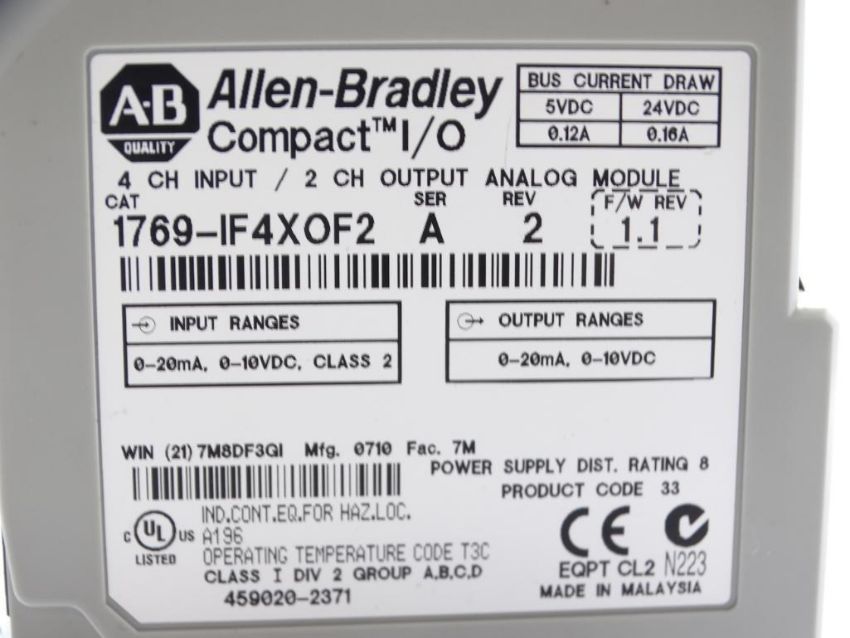 A·B
QUALITY
Allen-Bradley
Compact™ I/O
BUS CURRENT DRAW
5VDC 24VDC
0.12A 0.16A
4 CH INPUT / 2 CH OUTPUT ANALOG MODULE
CAT SER REV F/W REV
1769-IF4XOF2 A 2 1.1
INPUT RANGES
0-20mA, 0-10VDC, CLASS 2
OUTPUT RANGES
0-20mA, 0-10VDC
WIN (21) 7M8DF3QI Mfg. 0710 Fac. 7M
POWER SUPPLY DIST. RATING 8
PRODUCT CODE 33
C UL US
LISTED
IND.CONT.EQ.FOR HAZ.LOC.
A196
OPERATING TEMPERATURE CODE T3C
CLASS I DIV 2 GROUP A,B,C,D
459020-2371
CE
EQPT CL2 N223
MADE IN MALAYSIA